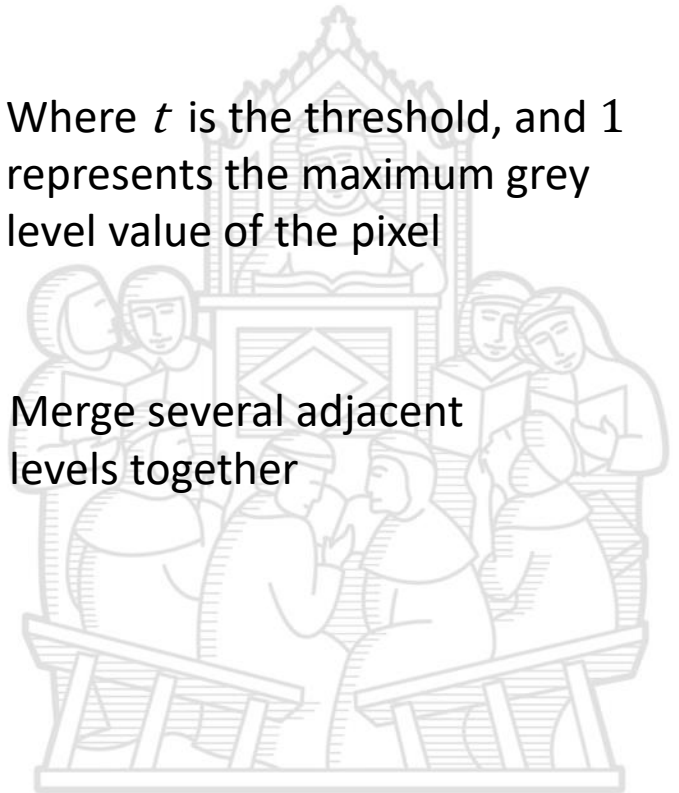 Where t is the threshold, and 1
represents the maximum grey
level value of the pixel
Merge several adjacent
levels together